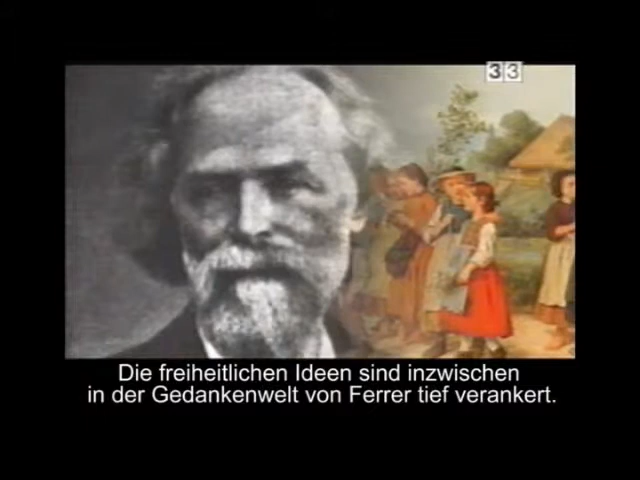 33
Die freiheitlichen Ideen sind inzwischen
in der Gedankenwelt von Ferrer tief verankert.